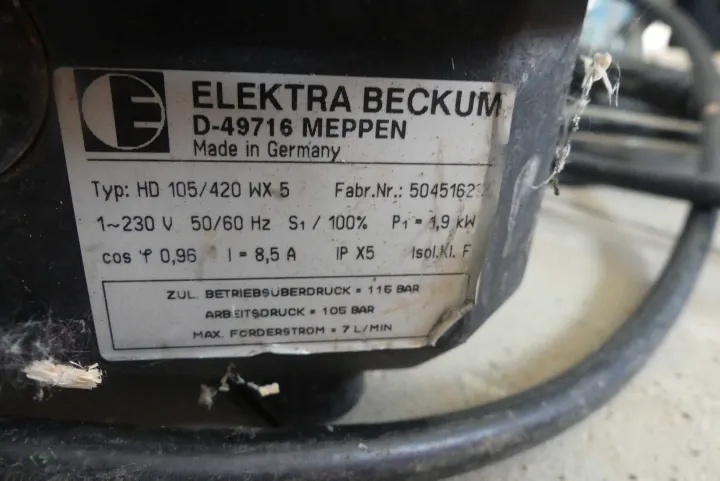 E ELEKTRA BECKUM
D-49716 MEPPEN
Made in Germany
Typ: HD 105/420 WX 5 Fabr.Nr.:
1~230 V 50/60 Hz S1 / 100% P1 = 1,9 kW
cos φ 0,96 I = 8,5 A IP X5 Isol.Kl. F
ZUL. BETRIEBSÜBERDRUCK = 115 BAR
ARBEITSDRUCK = 105 BAR
MAX. FÖRDERSTROM = 7 L/MIN